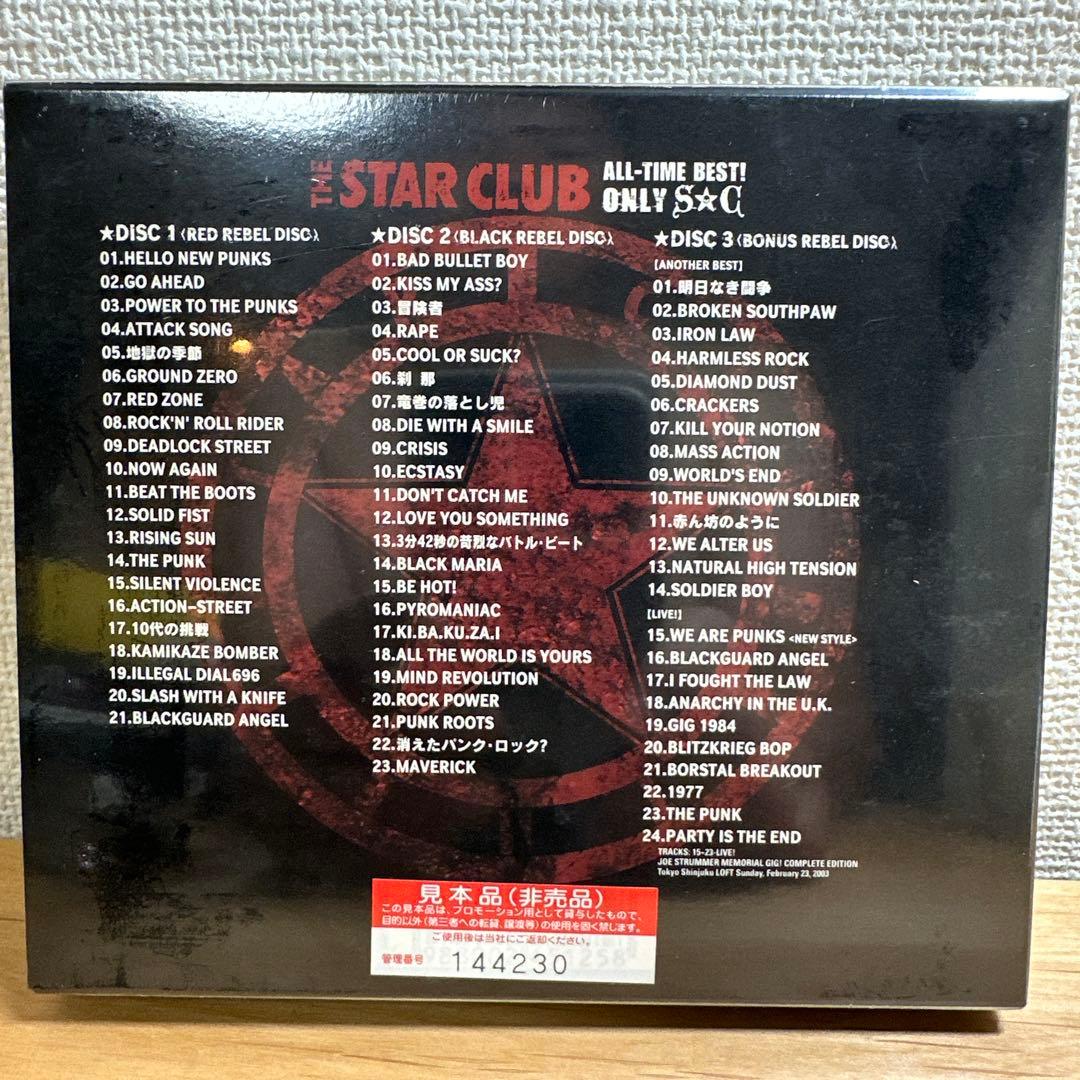 THE STAR CLUB ALL-TIME BEST! ONLY S☆C
★DiSC 1〈RED REBEL DISC〉
01.HELLO NEW PUNKS
02.GO AHEAD
03.POWER TO THE PUNKS
04.ATTACK SONG
05.地獄の季節
06.GROUND ZERO
07.RED ZONE
08.ROCK'N' ROLL RIDER
09.DEADLOCK STREET
10.NOW AGAIN
11.BEAT THE BOOTS
12.SOLID FIST
13.RISING SUN
14.THE PUNK
15.SILENT VIOLENCE
16.ACTION-STREET
17.10代の挑戦
18.KAMIKAZE BOMBER
19.ILLEGAL DIAL696
20.SLASH WITH A KNIFE
21.BLACKGUARD ANGEL
★DISC 2〈BLACK REBEL DISC〉
01.BAD BULLET BOY
02.KISS MY ASS?
03.冒険者
04.RAPE
05.COOL OR SUCK?
06.刹 那
07.竜巻の落とし児
08.DIE WITH A SMILE
09.CRISIS
10.ECSTASY
11.DON'T CATCH ME
12.LOVE YOU SOMETHING
13.3分42秒の苛烈なバトル・ビート
14.BLACK MARIA
15.BE HOT!
16.PYROMANIAC
17.KI.BA.KU.ZA.I
18.ALL THE WORLD IS YOURS
19.MIND REVOLUTION
20.ROCK POWER
21.PUNK ROOTS
22.消えたパンク・ロック?
23.MAVERICK
★DISC 3〈BONUS REBEL DISC〉
[ANOTHER BEST]
01.明日なき闘争
02.BROKEN SOUTHPAW
03.IRON LAW
04.HARMLESS ROCK
05.DIAMOND DUST
06.CRACKERS
07.KILL YOUR NOTION
08.MASS ACTION
09.WORLD'S END
10.THE UNKNOWN SOLDIER
11.赤ん坊のように
12.WE ALTER US
13.NATURAL HIGH TENSION
14.SOLDIER BOY
[LIVE!]
15.WE ARE PUNKS <NEW STYLE>
16.BLACKGUARD ANGEL
17.I FOUGHT THE LAW
18.ANARCHY IN THE U.K.
19.GIG 1984
20.BLITZKRIEG BOP
21.BORSTAL BREAKOUT
22.1977
23.THE PUNK
24.PARTY IS THE END
TRACKS: 15-23-LIVE!
JOE STRUMMER MEMORIAL GIG! COMPLETE EDITION
Tokyo Shinjuku LOFT Sunday, February 23, 2003
見本品(非売品)
この見本品は、プロモーション用として貸与したもので、
目的以外(第三者への転貸、譲渡等)の使用を固く禁じます。
ご使用後は当社にご返却ください。
管理番号 144230